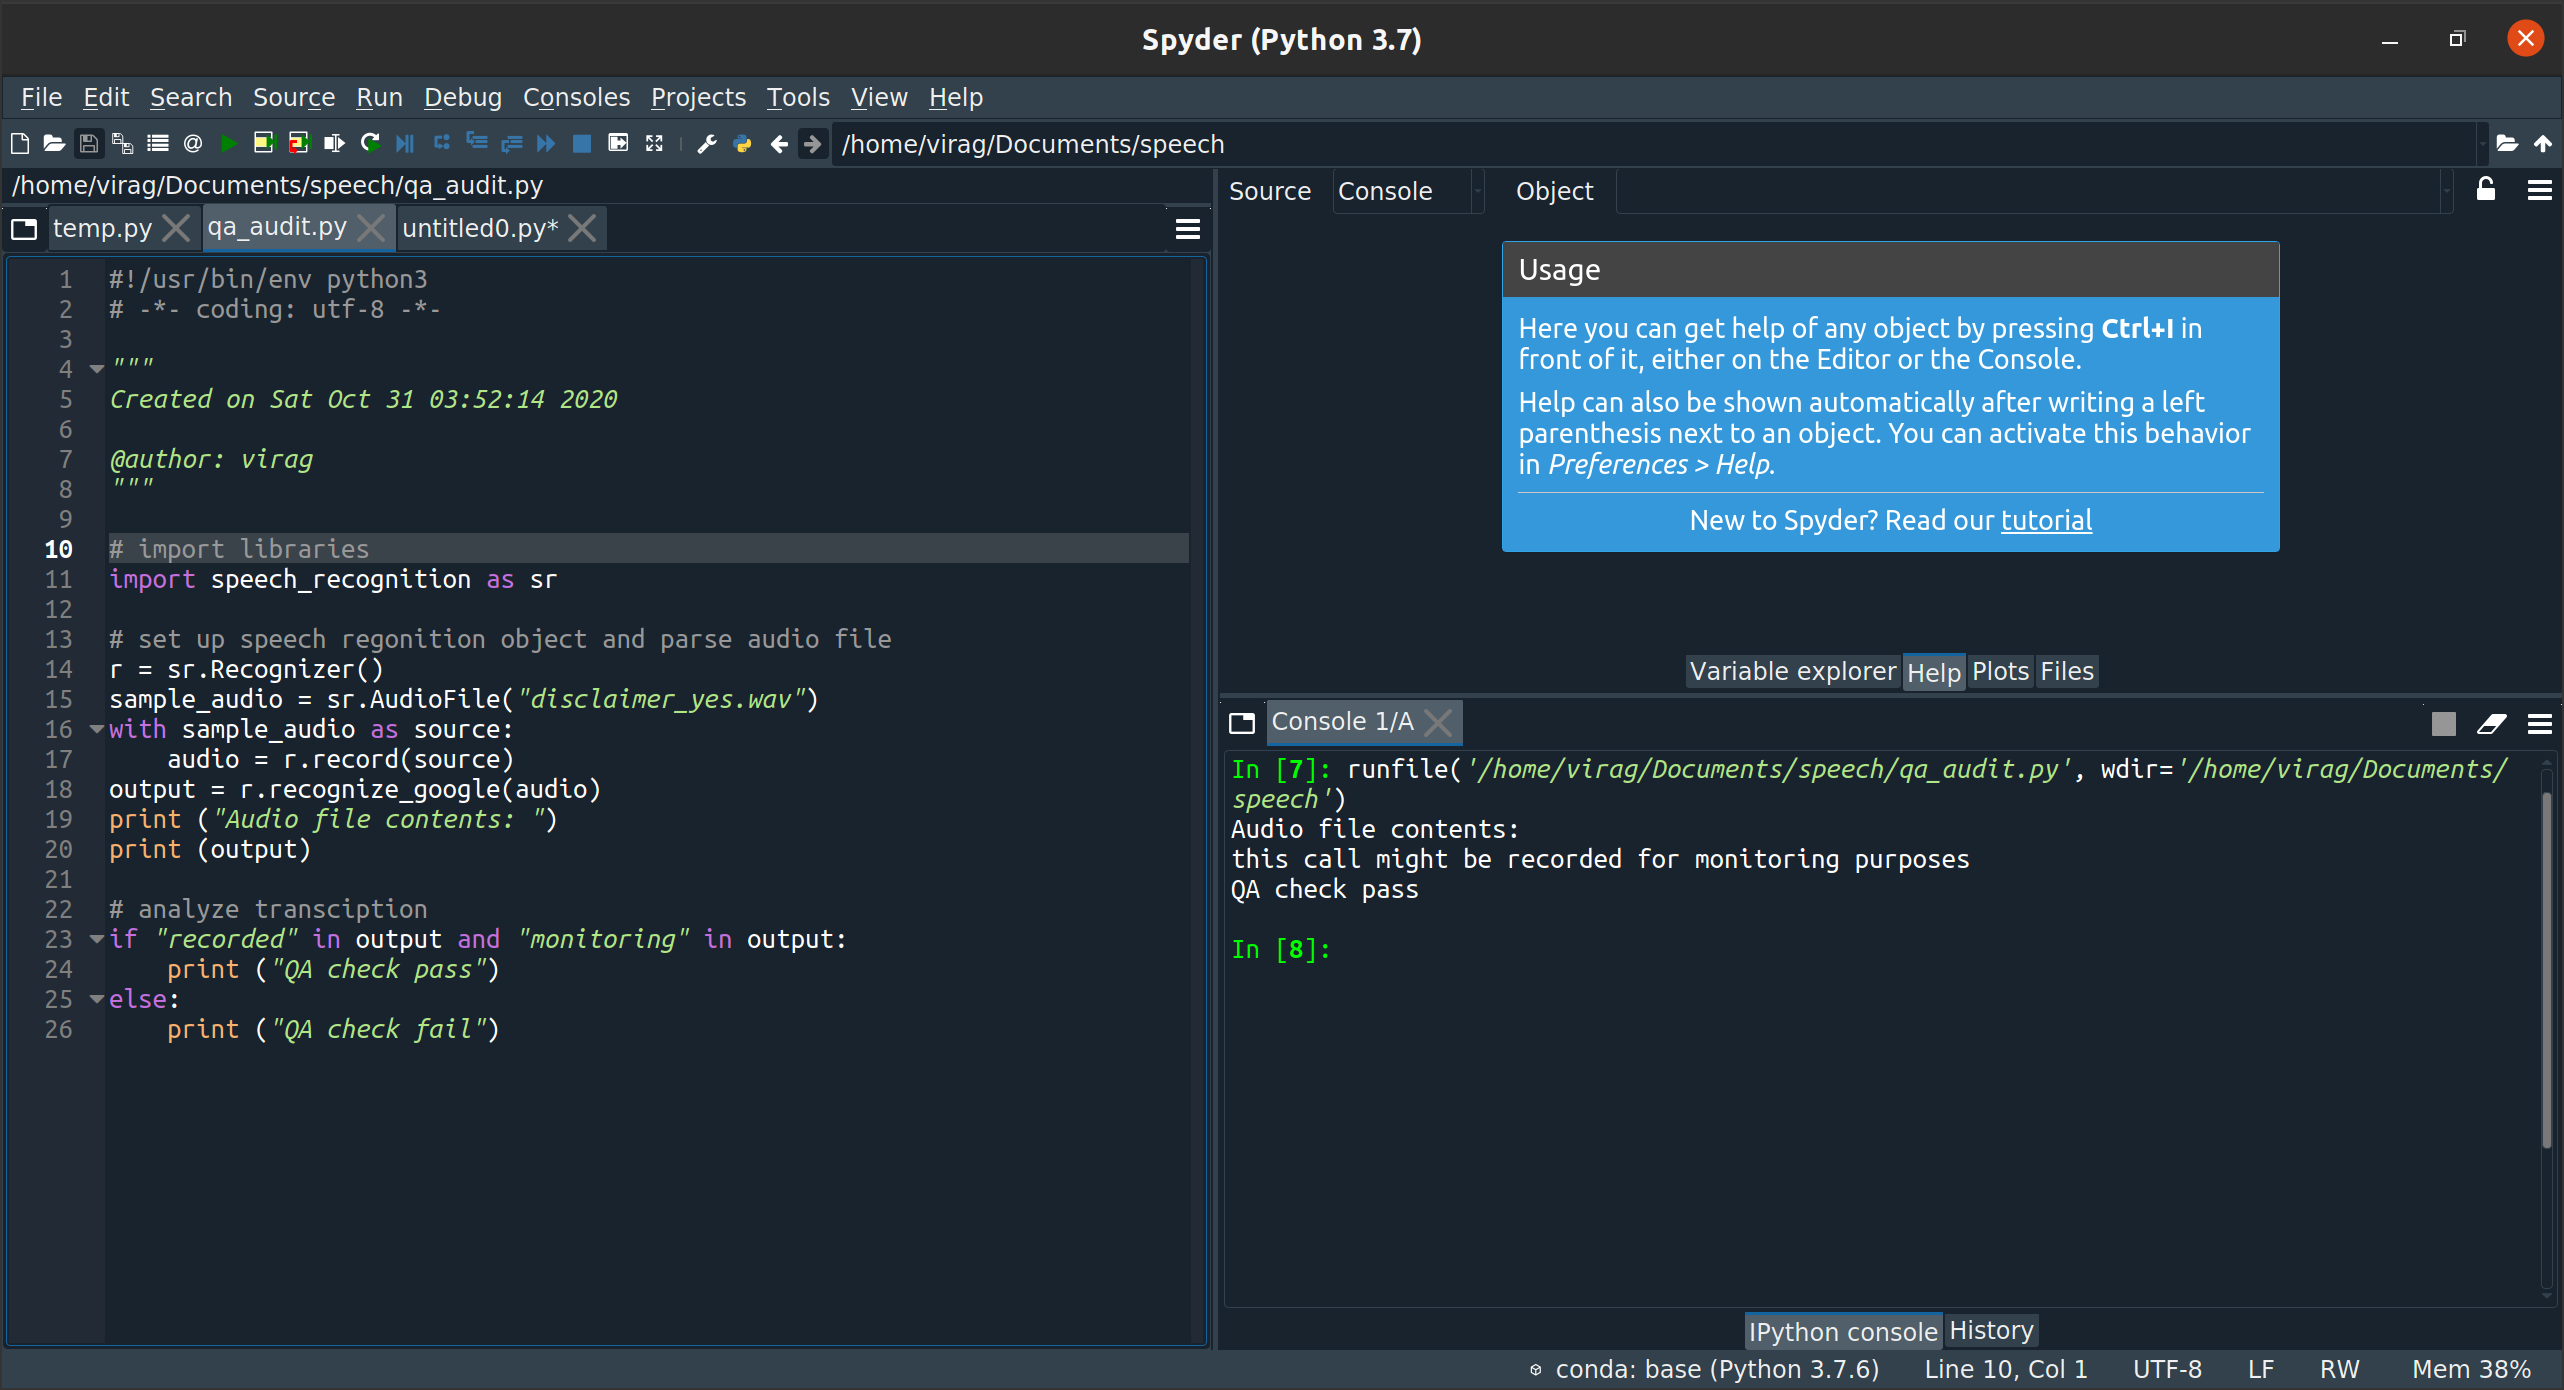 Spyder (Python 3.7)
File Edit Search Source Run Debug Consoles Projects Tools View Help
/home/virag/Documents/speech
/home/virag/Documents/speech/qa_audit.py
temp.py qa_audit.py untitled0.py*
1 #!/usr/bin/env python3
2 # -*- coding: utf-8 -*-
3
4 """
5 Created on Sat Oct 31 03:52:14 2020
6
7 @author: virag
8 """
9
10 # import libraries
11 import speech_recognition as sr
12
13 # set up speech regonition object and parse audio file
14 r = sr.Recognizer()
15 sample_audio = sr.AudioFile("disclaimer_yes.wav")
16 with sample_audio as source:
17     audio = r.record(source)
18 output = r.recognize_google(audio)
19 print ("Audio file contents: ")
20 print (output)
21
22 # analyze transciption
23 if "recorded" in output and "monitoring" in output:
24     print ("QA check pass")
25 else:
26     print ("QA check fail")
Source Console Object
Usage
Here you can get help of any object by pressing Ctrl+I in
front of it, either on the Editor or the Console.
Help can also be shown automatically after writing a left
parenthesis next to an object. You can activate this behavior
in Preferences > Help.
New to Spyder? Read our tutorial
Variable explorer Help Plots Files
Console 1/A
In [7]: runfile('/home/virag/Documents/speech/qa_audit.py', wdir='/home/virag/Documents/
speech')
Audio file contents:
this call might be recorded for monitoring purposes
QA check pass
In [8]:
IPython console History
conda: base (Python 3.7.6) Line 10, Col 1 UTF-8 LF RW Mem 38%